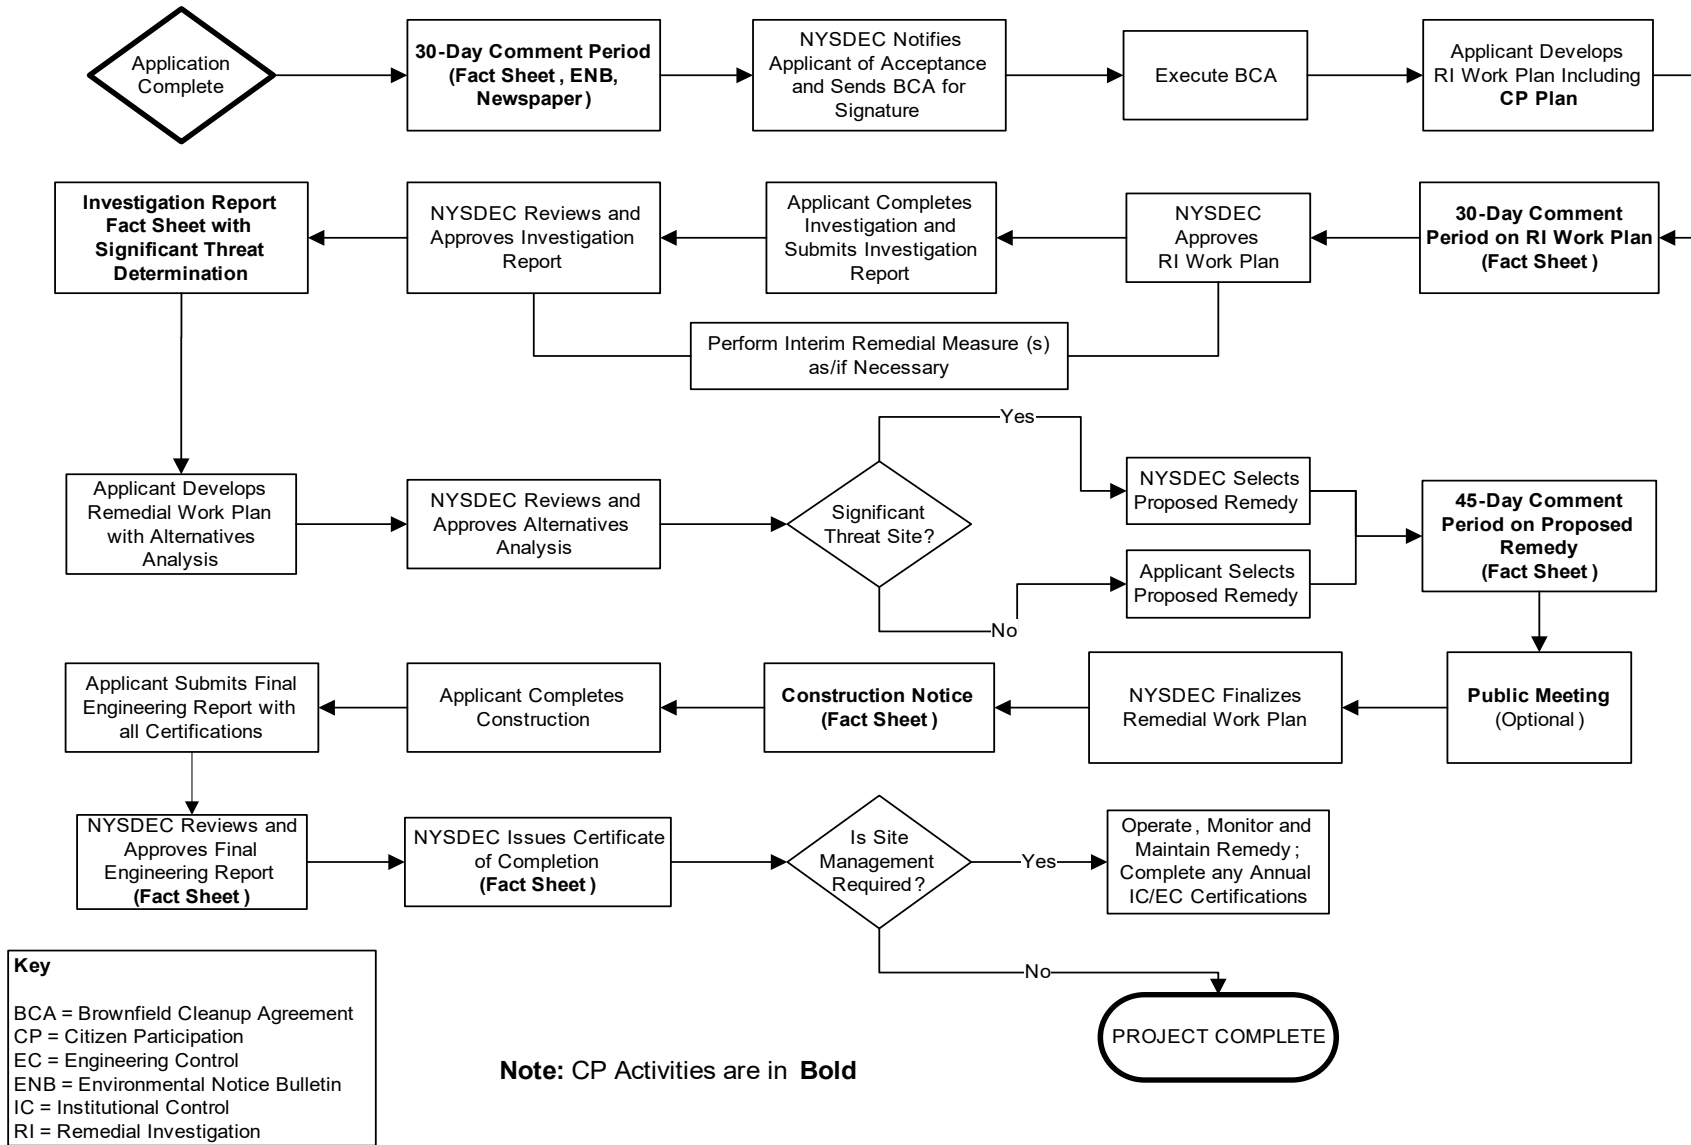 Application
Complete
30-Day Comment Period
(Fact Sheet , ENB,
Newspaper )
NYSDEC Notifies
Applicant of Acceptance
and Sends BCA for
Signature
Execute BCA
Applicant Develops
RI Work Plan Including
CP Plan
30-Day Comment
Period on RI Work Plan
(Fact Sheet )
NYSDEC
Approves
RI Work Plan
Applicant Completes
Investigation and
Submits Investigation
Report
NYSDEC Reviews and
Approves Investigation
Report
Investigation Report
Fact Sheet with
Significant Threat
Determination
Perform Interim Remedial Measure (s)
as/if Necessary
Applicant Develops
Remedial Work Plan
with Alternatives
Analysis
NYSDEC Reviews and
Approves Alternatives
Analysis
Significant
Threat Site ?
Yes
NYSDEC Selects
Proposed Remedy
No
Applicant Selects
Proposed Remedy
45-Day Comment
Period on Proposed
Remedy
(Fact Sheet )
Public Meeting
(Optional )
NYSDEC Finalizes
Remedial Work Plan
Construction Notice
(Fact Sheet )
Applicant Completes
Construction
Applicant Submits Final
Engineering Report with
all Certifications
NYSDEC Reviews and
Approves Final
Engineering Report
(Fact Sheet )
NYSDEC Issues Certificate
of Completion
(Fact Sheet )
Is Site
Management
Required ?
Yes
Operate , Monitor and
Maintain Remedy ;
Complete any Annual
IC/EC Certifications
No
PROJECT COMPLETE
Key
BCA = Brownfield Cleanup Agreement
CP = Citizen Participation
EC = Engineering Control
ENB = Environmental Notice Bulletin
IC = Institutional Control
RI = Remedial Investigation
Note: CP Activities are in Bold